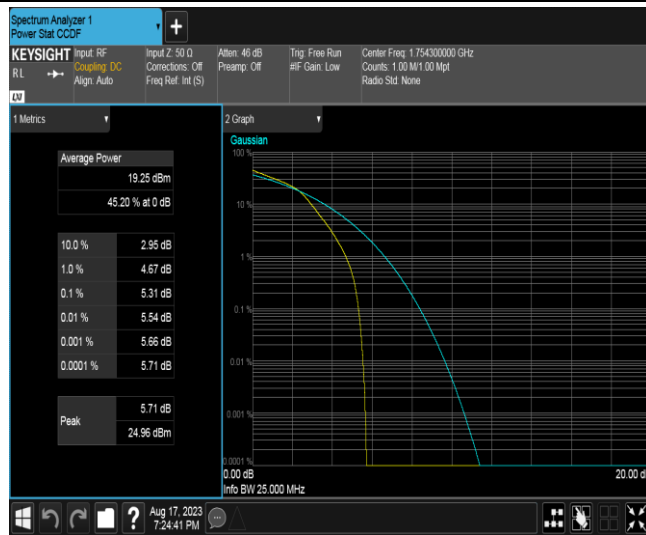 Spectrum Analyzer 1
Power Stat CCDF
+
KEYSIGHT
RL
LXI
Input: RF
Coupling: DC
Align: Auto
Input Z: 50 Ω
Corrections: Off
Freq Ref: Int (S)
Atten: 46 dB
Preamp: Off
Trig: Free Run
#IF Gain: Low
Center Freq: 1.754300000 GHz
Counts: 1.00 M/1.00 Mpt
Radio Std: None
1 Metrics
Average Power
19.25 dBm
45.20 % at 0 dB
10.0 % 2.95 dB
1.0 % 4.67 dB
0.1 % 5.31 dB
0.01 % 5.54 dB
0.001 % 5.66 dB
0.0001 % 5.71 dB
Peak
5.71 dB
24.96 dBm
2 Graph
Gaussian
100 %
10 %
1 %
0.1 %
0.01 %
0.001 %
0.0001 %
0.00 dB
20.00 d
Info BW 25.000 MHz
?
Aug 17, 2023
7:24:41 PM